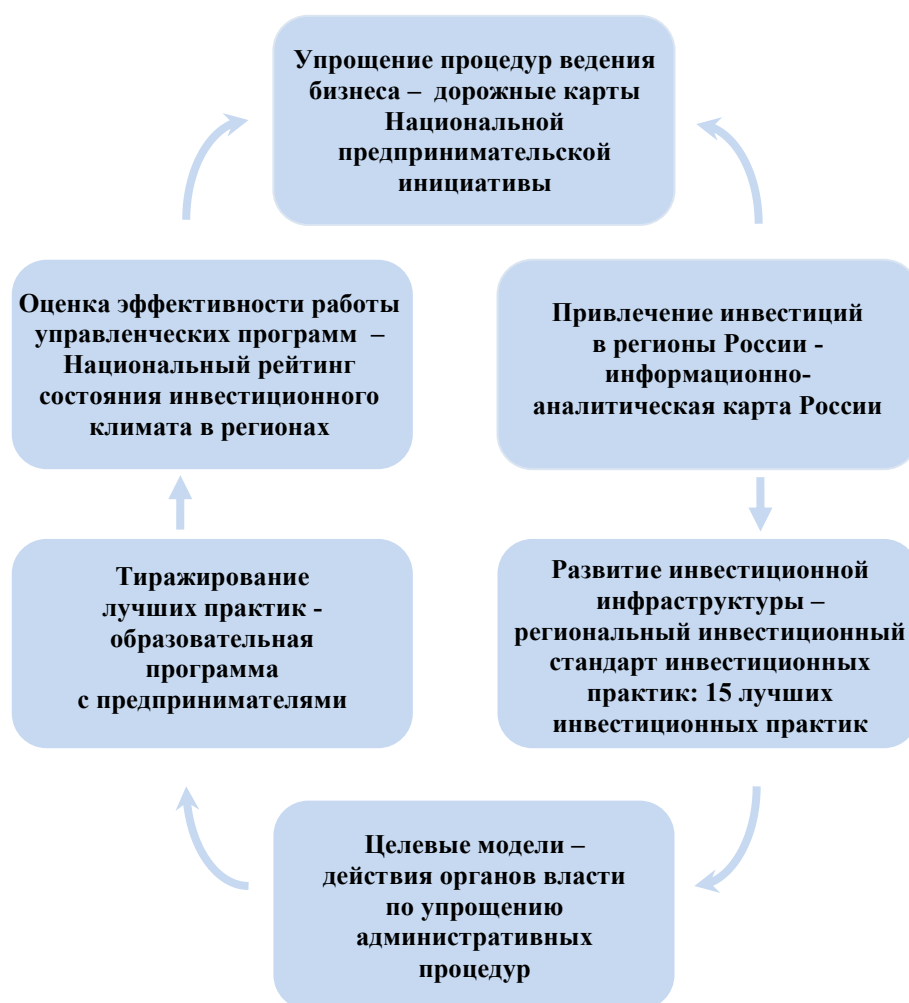 Упрощение процедур ведения
бизнеса – дорожные карты
Национальной
предпринимательской
инициативы
Оценка эффективности работы
управленческих программ –
Национальный рейтинг
состояния инвестиционного
климата в регионах
Привлечение инвестиций
в регионы России -
информационно-
аналитическая карта России
Тиражирование
лучших практик -
образовательная
программа
с предпринимателями
Развитие инвестиционной
инфраструктуры –
региональный инвестиционный
стандарт инвестиционных
практик: 15 лучших
инвестиционных практик
Целевые модели –
действия органов власти
по упрощению
административных
процедур